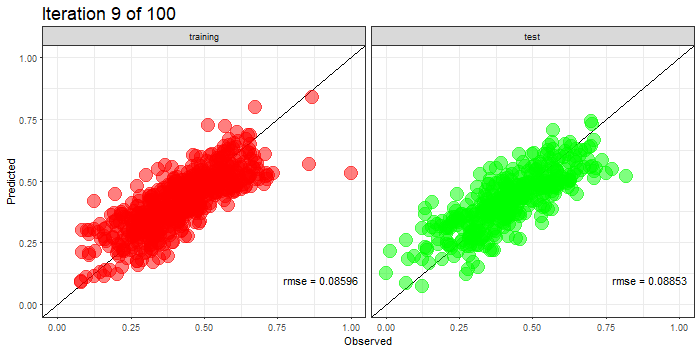 Iteration 9 of 100
training
test
1.00
0.75
0.50
0.25
0.00
Predicted
rmse = 0.08596
rmse = 0.08853
0.00 0.25 0.50 0.75 1.00 0.00 0.25 0.50 0.75 1.00
Observed